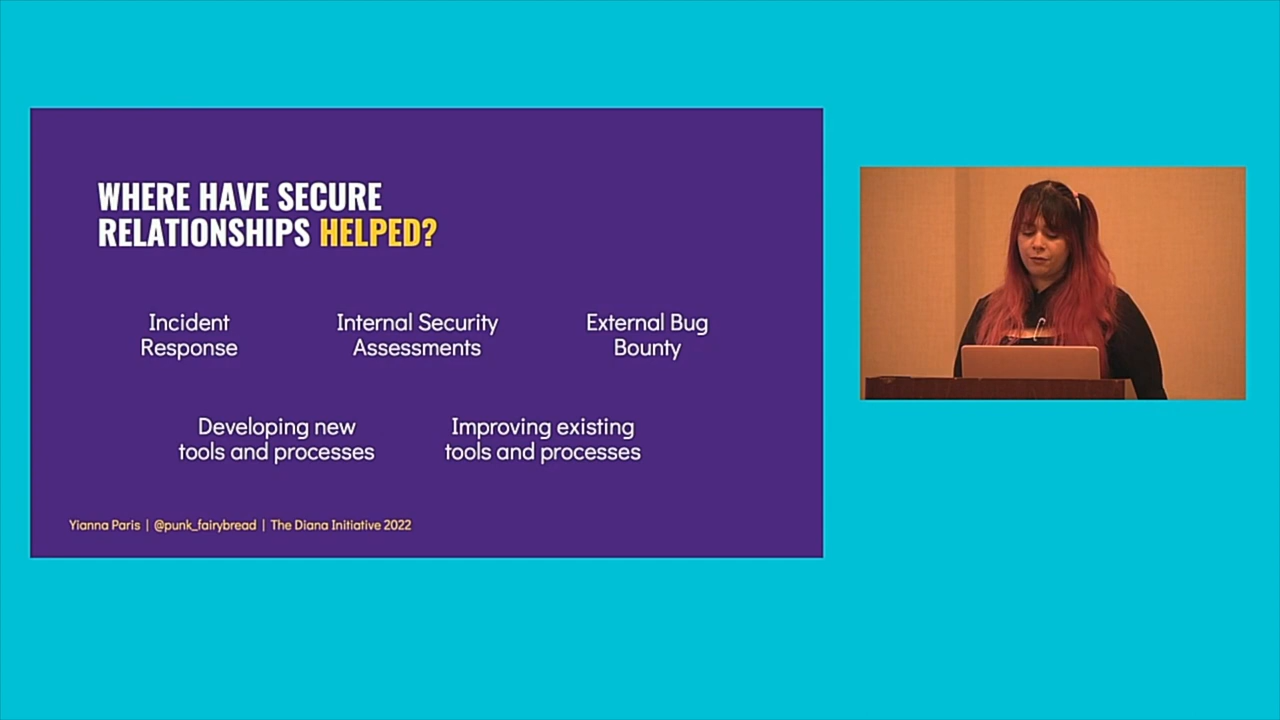 WHERE HAVE SECURE
RELATIONSHIPS HELPED?
Incident
Response
Internal Security
Assessments
External Bug
Bounty
Developing new
tools and processes
Improving existing
tools and processes
Yianna Paris | @punk_fairybread | The Diana Initiative 2022